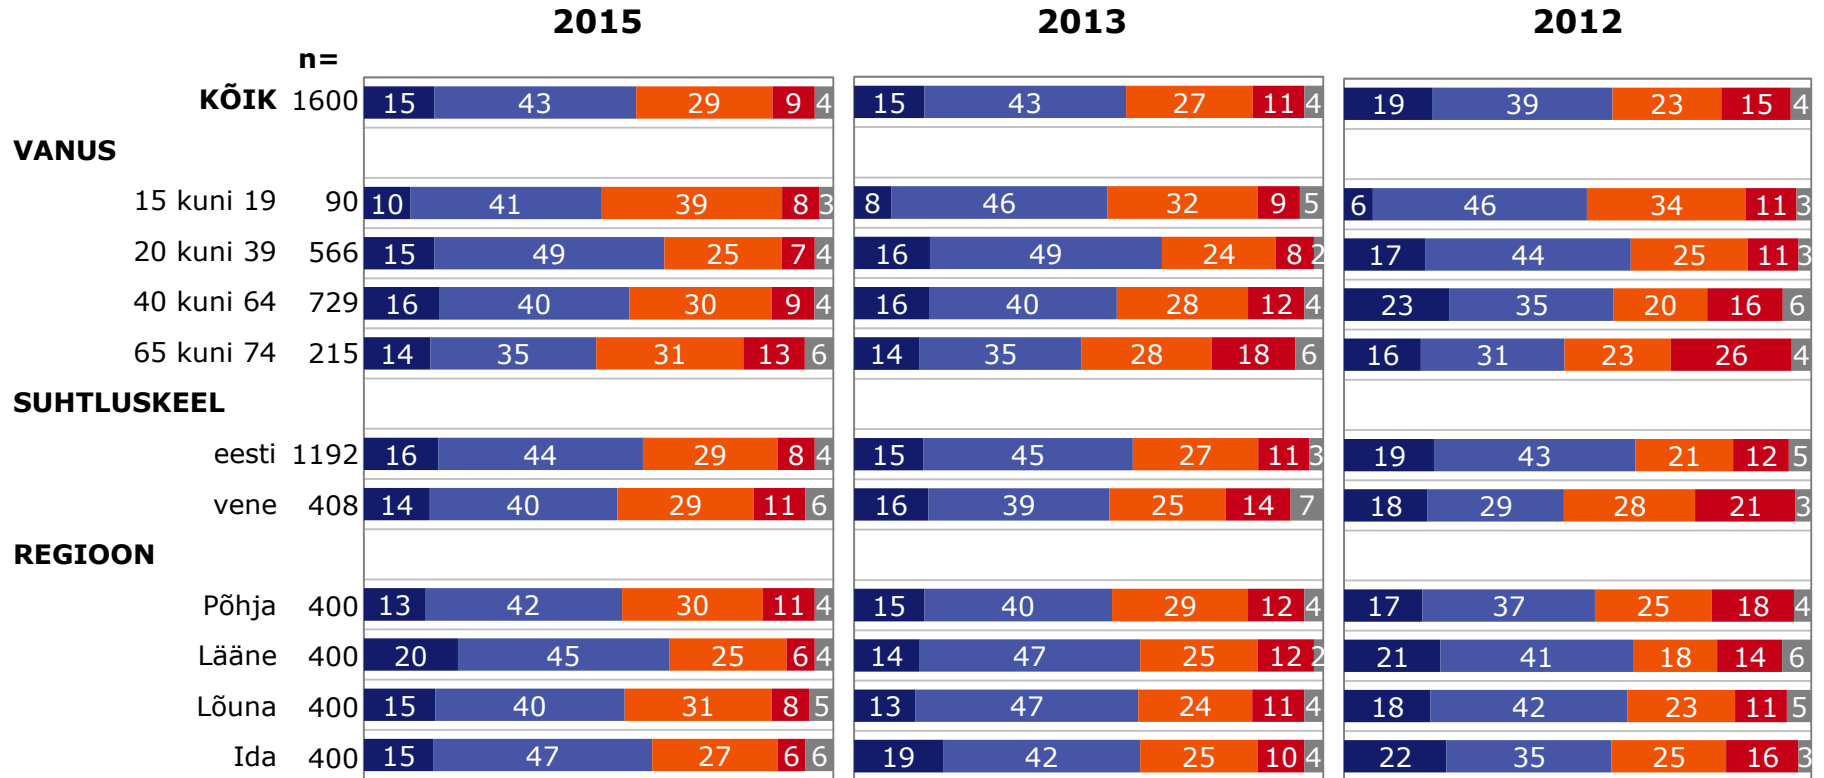 2015 2013 2012
n=
KÕIK 1600 15 43 29 9 4 15 43 27 11 4 19 39 23 15 4
VANUS
15 kuni 19 90 10 41 39 8 3 8 46 32 9 5 6 46 34 11 3
20 kuni 39 566 15 49 25 7 4 16 49 24 8 2 17 44 25 11 3
40 kuni 64 729 16 40 30 9 4 16 40 28 12 4 23 35 20 16 6
65 kuni 74 215 14 35 31 13 6 14 35 28 18 6 16 31 23 26 4
SUHTLUSKEEL
eesti 1192 16 44 29 8 4 15 45 27 11 3 19 43 21 12 5
vene 408 14 40 29 11 6 16 39 25 14 7 18 29 28 21 3
REGIOON
Põhja 400 13 42 30 11 4 15 40 29 12 4 17 37 25 18 4
Lääne 400 20 45 25 6 4 14 47 25 12 2 21 41 18 14 6
Lõuna 400 15 40 31 8 5 13 47 24 11 4 18 42 23 11 5
Ida 400 15 47 27 6 6 19 42 25 10 4 22 35 25 16 3